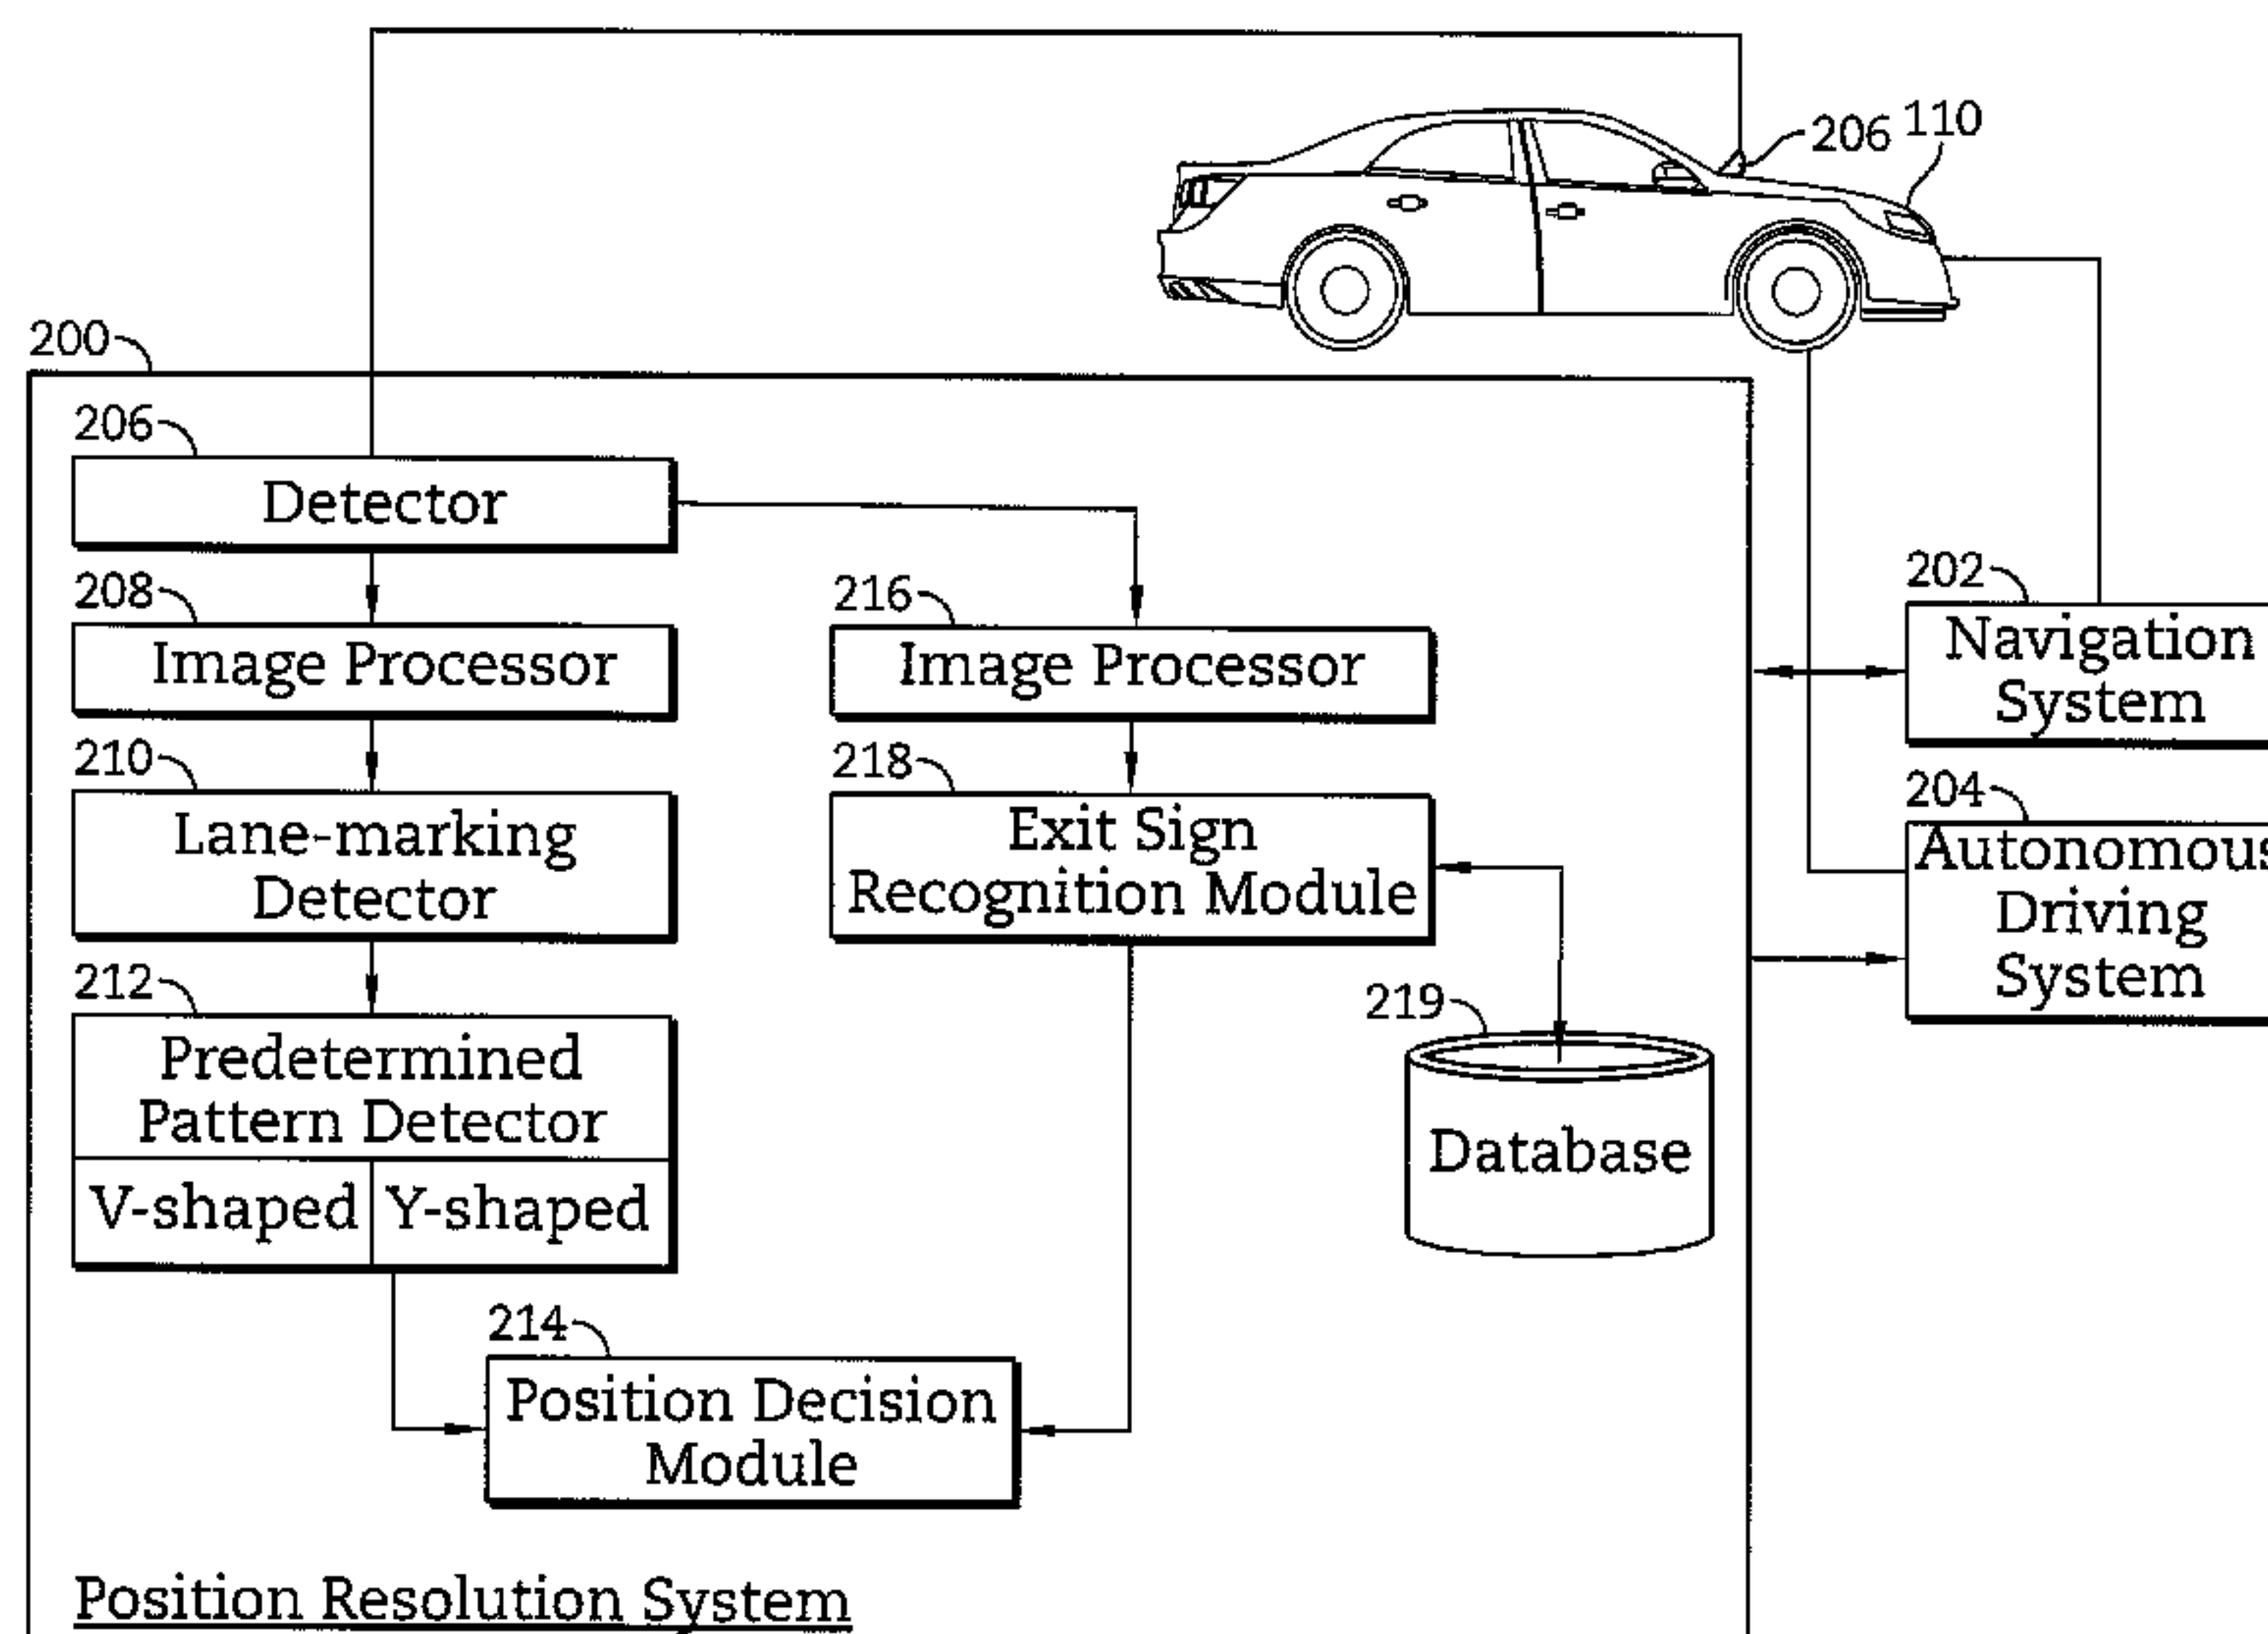 206 110
200
206
Detector
208
Image Processor
216
Image Processor
202
Navigation
System
210
Lane-marking
Detector
218
Exit Sign
Recognition Module
204
Autonomous
Driving
System
212
Predetermined
Pattern Detector
V-shaped Y-shaped
219
Database
214
Position Decision
Module
Position Resolution System